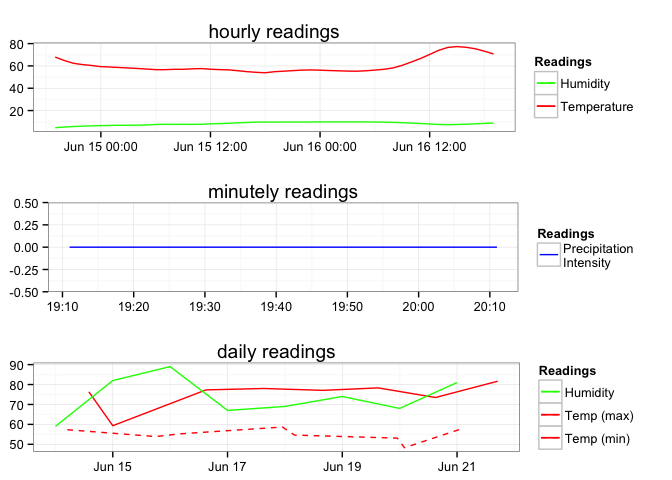 hourly readings
80
60
40
20
Jun 15 00:00 Jun 15 12:00 Jun 16 00:00 Jun 16 12:00
Readings
Humidity
Temperature
minutely readings
0.50
0.25
0.00
-0.25
-0.50
19:10 19:20 19:30 19:40 19:50 20:00 20:10
Readings
Precipitation
Intensity
daily readings
90
80
70
60
50
Jun 15 Jun 17 Jun 19 Jun 21
Readings
Humidity
Temp (max)
Temp (min)